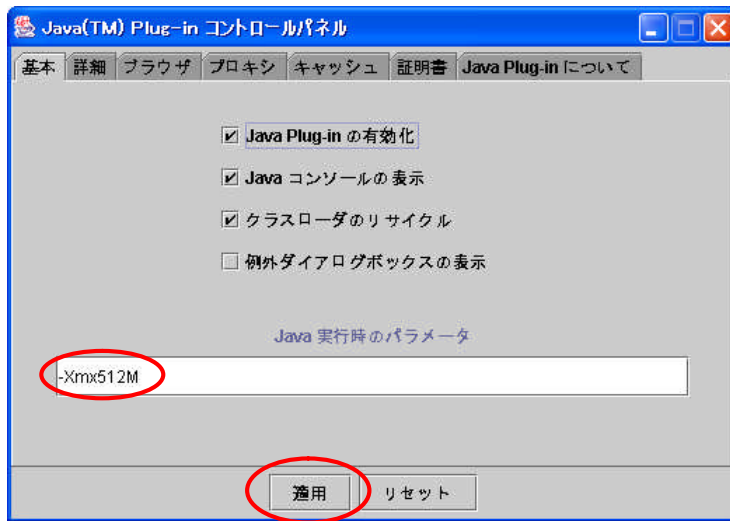 Java(TM) Plug-in コントロールパネル
基本 詳細 ブラウザ プロキシ キャッシュ 証明書 Java Plug-in について
Java Plug-in の有効化
Java コンソールの表示
クラスローダのリサイクル
例外ダイアログボックスの表示
Java 実行時のパラメータ
-Xmx512M
適用 リセット